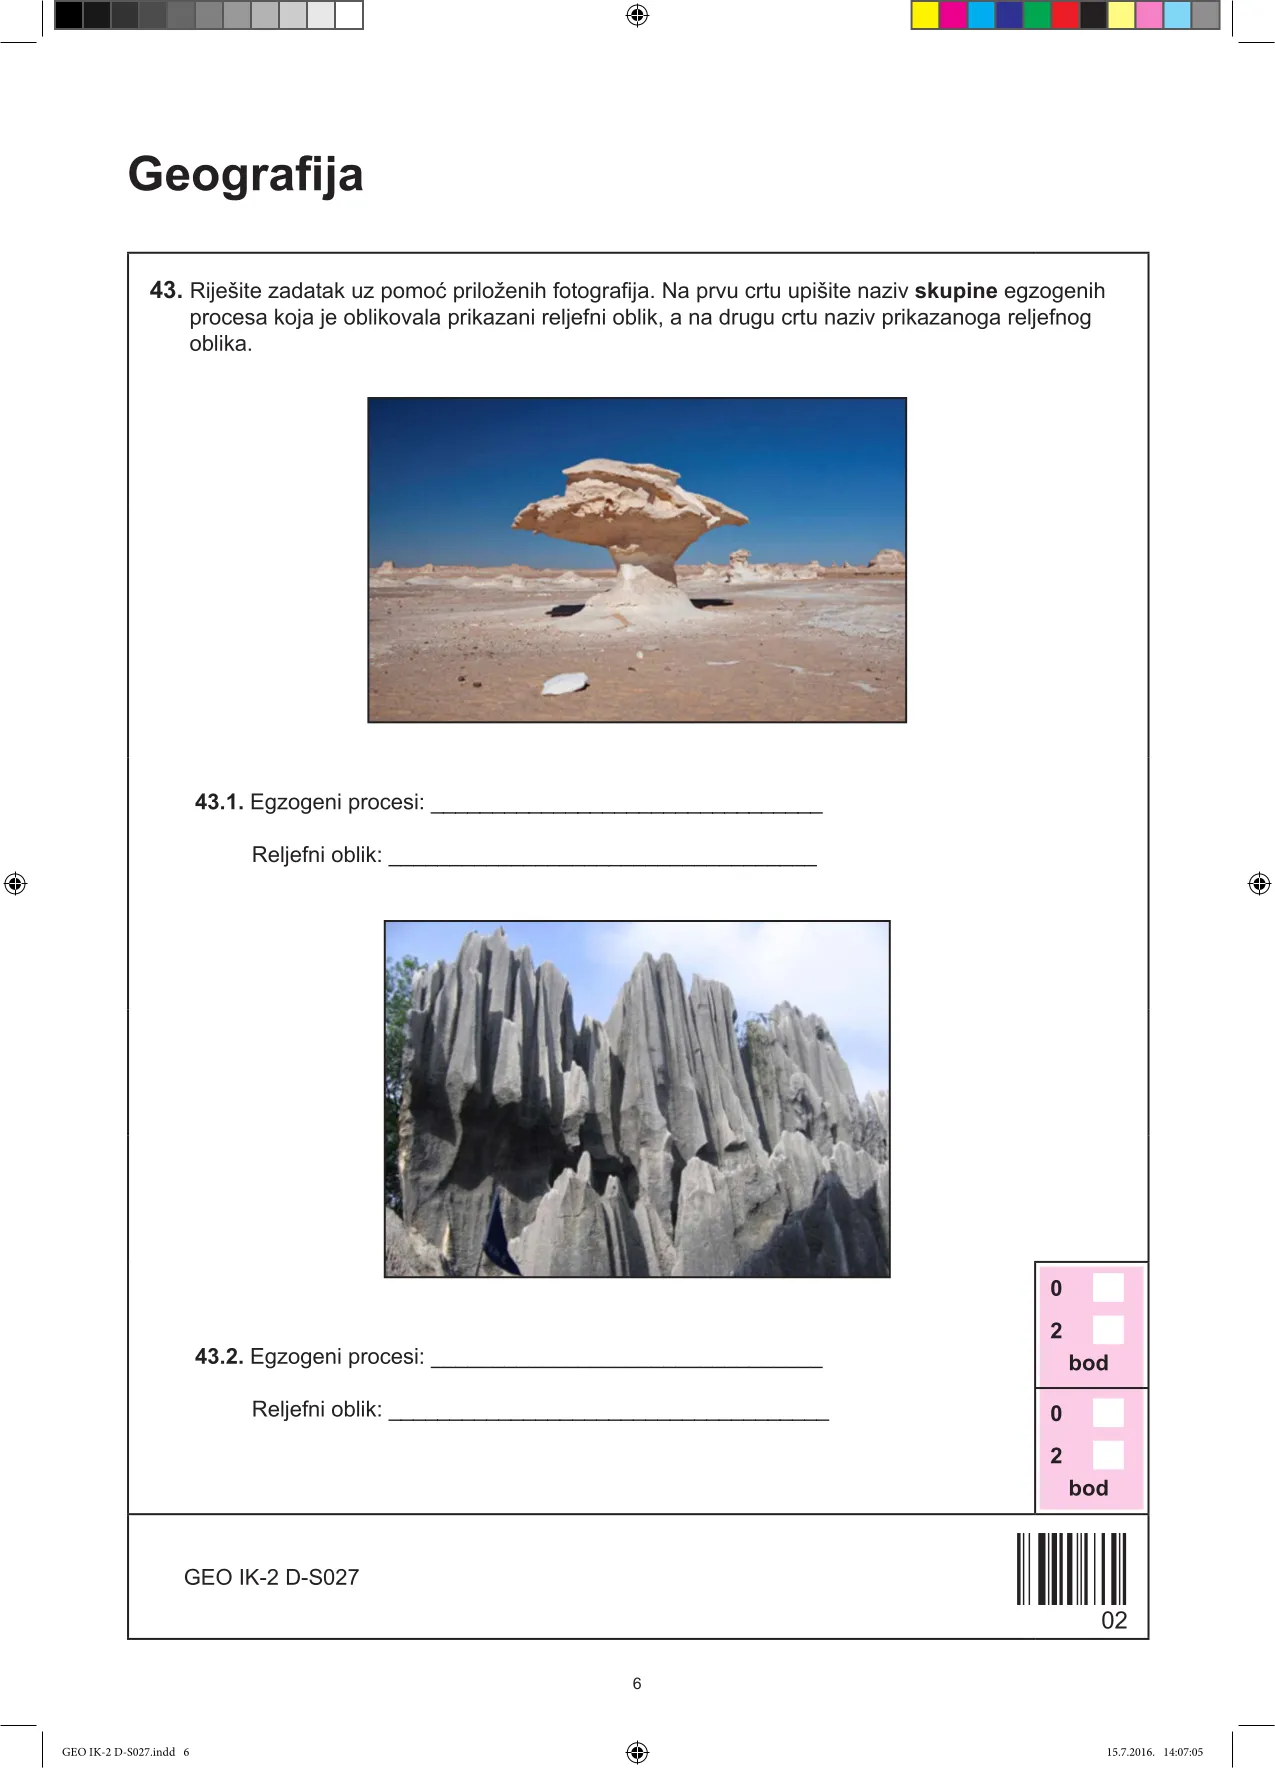 Geografija
43. Riješite zadatak uz pomoć priloženih fotografija. Na prvu crtu upišite naziv skupine egzogenih
procesa koja je oblikovala prikazani reljefni oblik, a na drugu crtu naziv prikazanoga reljefnog
oblika.
43.1. Egzogeni procesi: ________________________________
Reljefni oblik: ___________________________________
43.2. Egzogeni procesi: ________________________________
Reljefni oblik: ____________________________________
0
2
bod
0
2
bod
GEO IK-2 D-S027
02
6
GEO IK-2 D-S027.indd 6
15.7.2016. 14:07:05